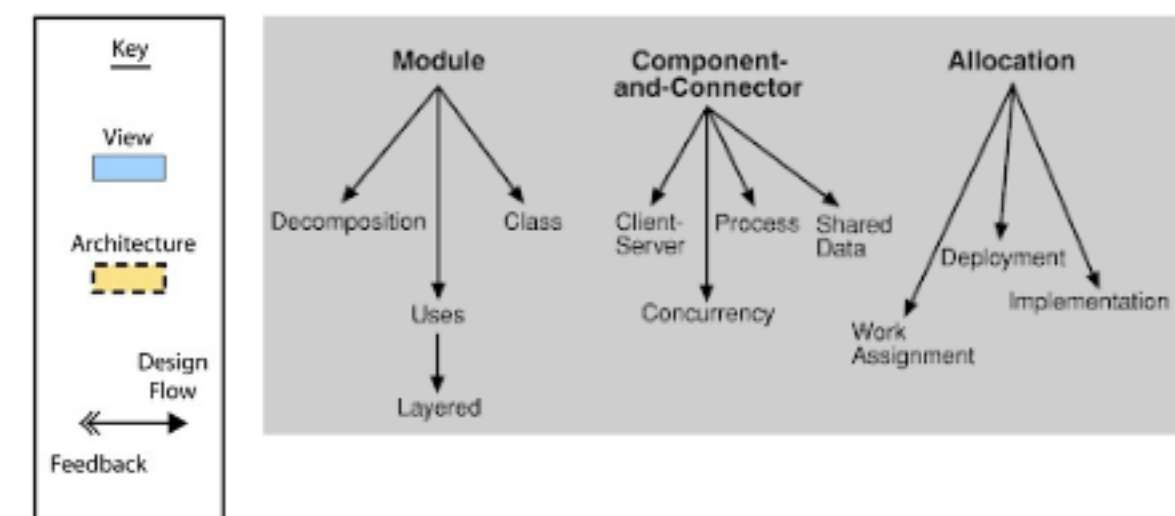 Key
View
Architecture
Design
Flow
Feedback
Module
Decomposition
Class
Uses
Layered
Component-
and-Connector
Client-
Server
Process
Shared
Data
Concurrency
Allocation
Deployment
Implementation
Work
Assignment